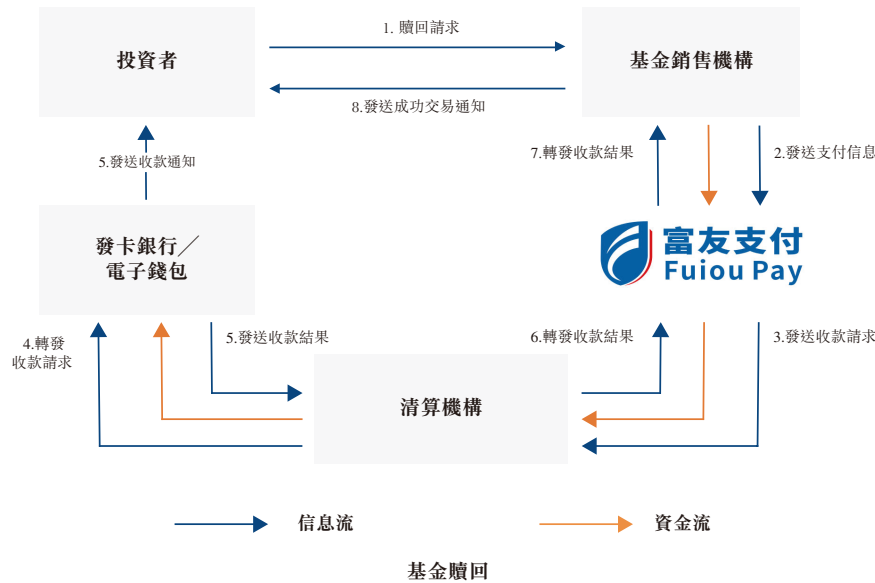 投資者
1. 贖回請求
基金銷售機構
8.發送成功交易通知
5.發送收款通知
7.轉發收款結果
2.發送支付信息
發卡銀行／
電子錢包
富友支付
Fuiou Pay
4.轉發
收款請求
5.發送收款結果
6.轉發收款結果
3.發送收款請求
清算機構
信息流
資金流
基金贖回